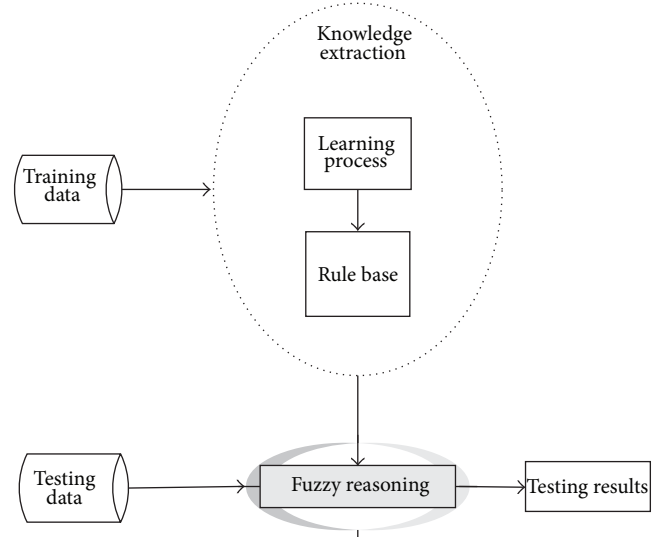 Knowledge
extraction
Learning
process
Training
data
Rule base
Testing
data
Fuzzy reasoning
Testing results